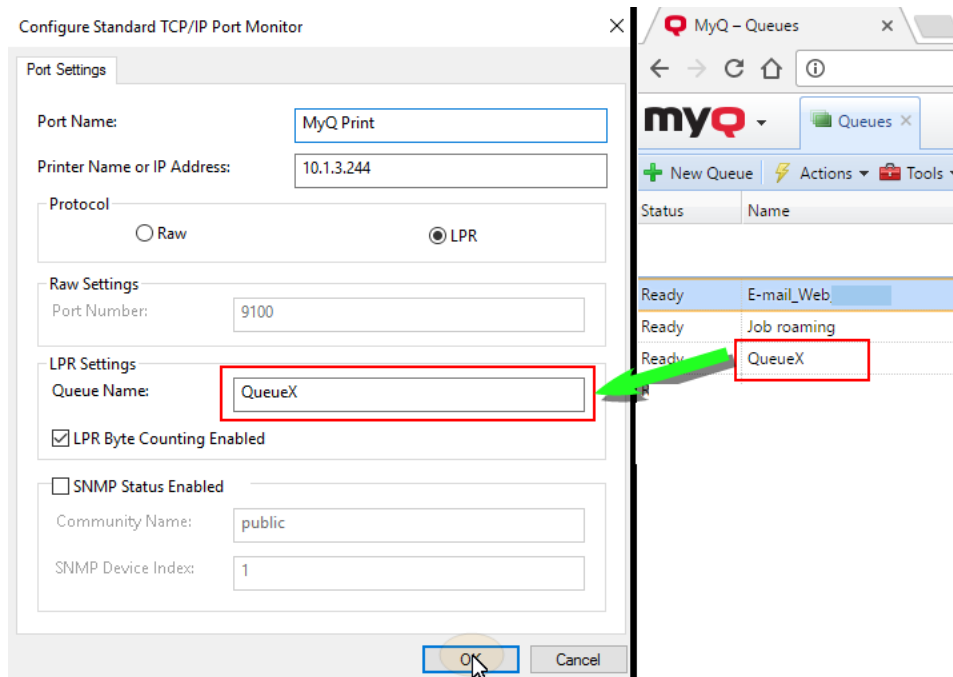 Configure Standard TCP/IP Port Monitor
Port Settings
Port Name:
MyQ Print
Printer Name or IP Address:
10.1.3.244
Protocol
Raw
LPR
Raw Settings
Port Number:
9100
LPR Settings
Queue Name:
QueueX
LPR Byte Counting Enabled
SNMP Status Enabled
Community Name:
public
SNMP Device Index:
1
OK
Cancel
MyQ – Queues
myQ
Queues
New Queue
Actions
Tools
Status
Name
Ready
E-mail_Web
Ready
Job roaming
Ready
QueueX